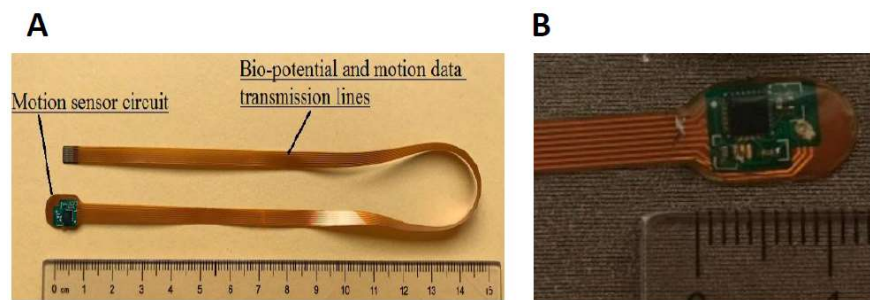 A
B
Bio-potential and motion data
transmission lines
Motion sensor circuit
0 cm 1 2 3 4 5 6 7 8 9 10 11 12 13 14 15